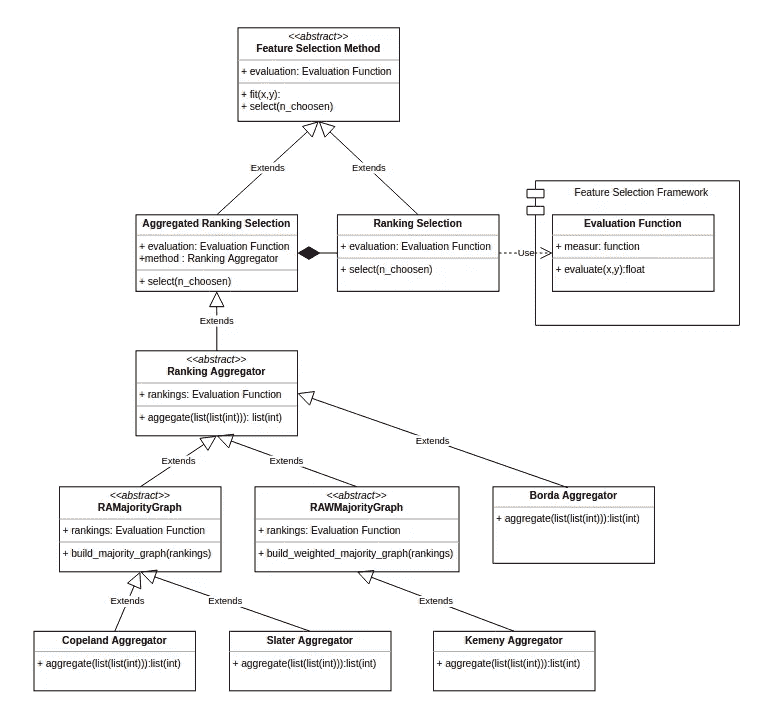 <<abstract>>
Feature Selection Method
+ evaluation: Evaluation Function
+ fit(x,y):
+ select(n_choosen)
Extends
Extends
Feature Selection Framework
Aggregated Ranking Selection
+ evaluation: Evaluation Function
+method : Ranking Aggregator
+ select(n_choosen)
Ranking Selection
+ evaluation: Evaluation Function
+ select(n_choosen)
Use
Evaluation Function
+ measur: function
+ evaluate(x,y):float
Extends
<<abstract>>
Ranking Aggregator
+ rankings: Evaluation Function
+ aggegate(list(list(int))): list(int)
Extends
Extends
Extends
<<abstract>>
RAMajorityGraph
+ rankings: Evaluation Function
+ build_majority_graph(rankings)
<<abstract>>
RAWMajorityGraph
+ rankings: Evaluation Function
+ build_weighted_majority_graph(rankings)
Borda Aggregator
+ aggregate(list(list(int))):list(int)
Extends
Extends
Extends
Copeland Aggregator
+ aggregate(list(list(int))):list(int)
Slater Aggregator
+ aggregate(list(list(int))):list(int)
Kemeny Aggregator
+ aggregate(list(list(int))):list(int)